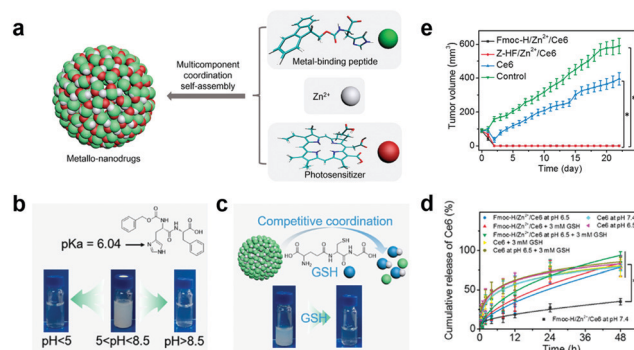 a
Multicomponent
coordination
self-assembly
Metallo-nanodrugs
Metal-binding peptide
Zn²⁺
Photosensitizer
b
pKa = 6.04
pH<5
5<pH<8.5
pH>8.5
c
Competitive coordination
GSH
GSH
e
Fmoc-H/Zn²⁺/Ce6
Z-HF/Zn²⁺/Ce6
Ce6
Control
Tumor volume (mm³)
600
400
200
0
0 5 10 15 20
Time (day)
d
Fmoc-H/Zn²⁺/Ce6 at pH 6.5
Fmoc-H/Zn²⁺/Ce6 + 3 mM GSH
Fmoc-H/Zn²⁺/Ce6 at pH 6.5 + 3 mM GSH
Ce6 + 3 mM GSH
Ce6 at pH 6.5 + 3 mM GSH
Ce6 at pH 7.4
Ce6 at pH 6.5
Fmoc-H/Zn²⁺/Ce6 at pH 7.4
Cumulative release of Ce6 (%)
100
80
60
40
20
0
0 12 24 36 48
Time (h)